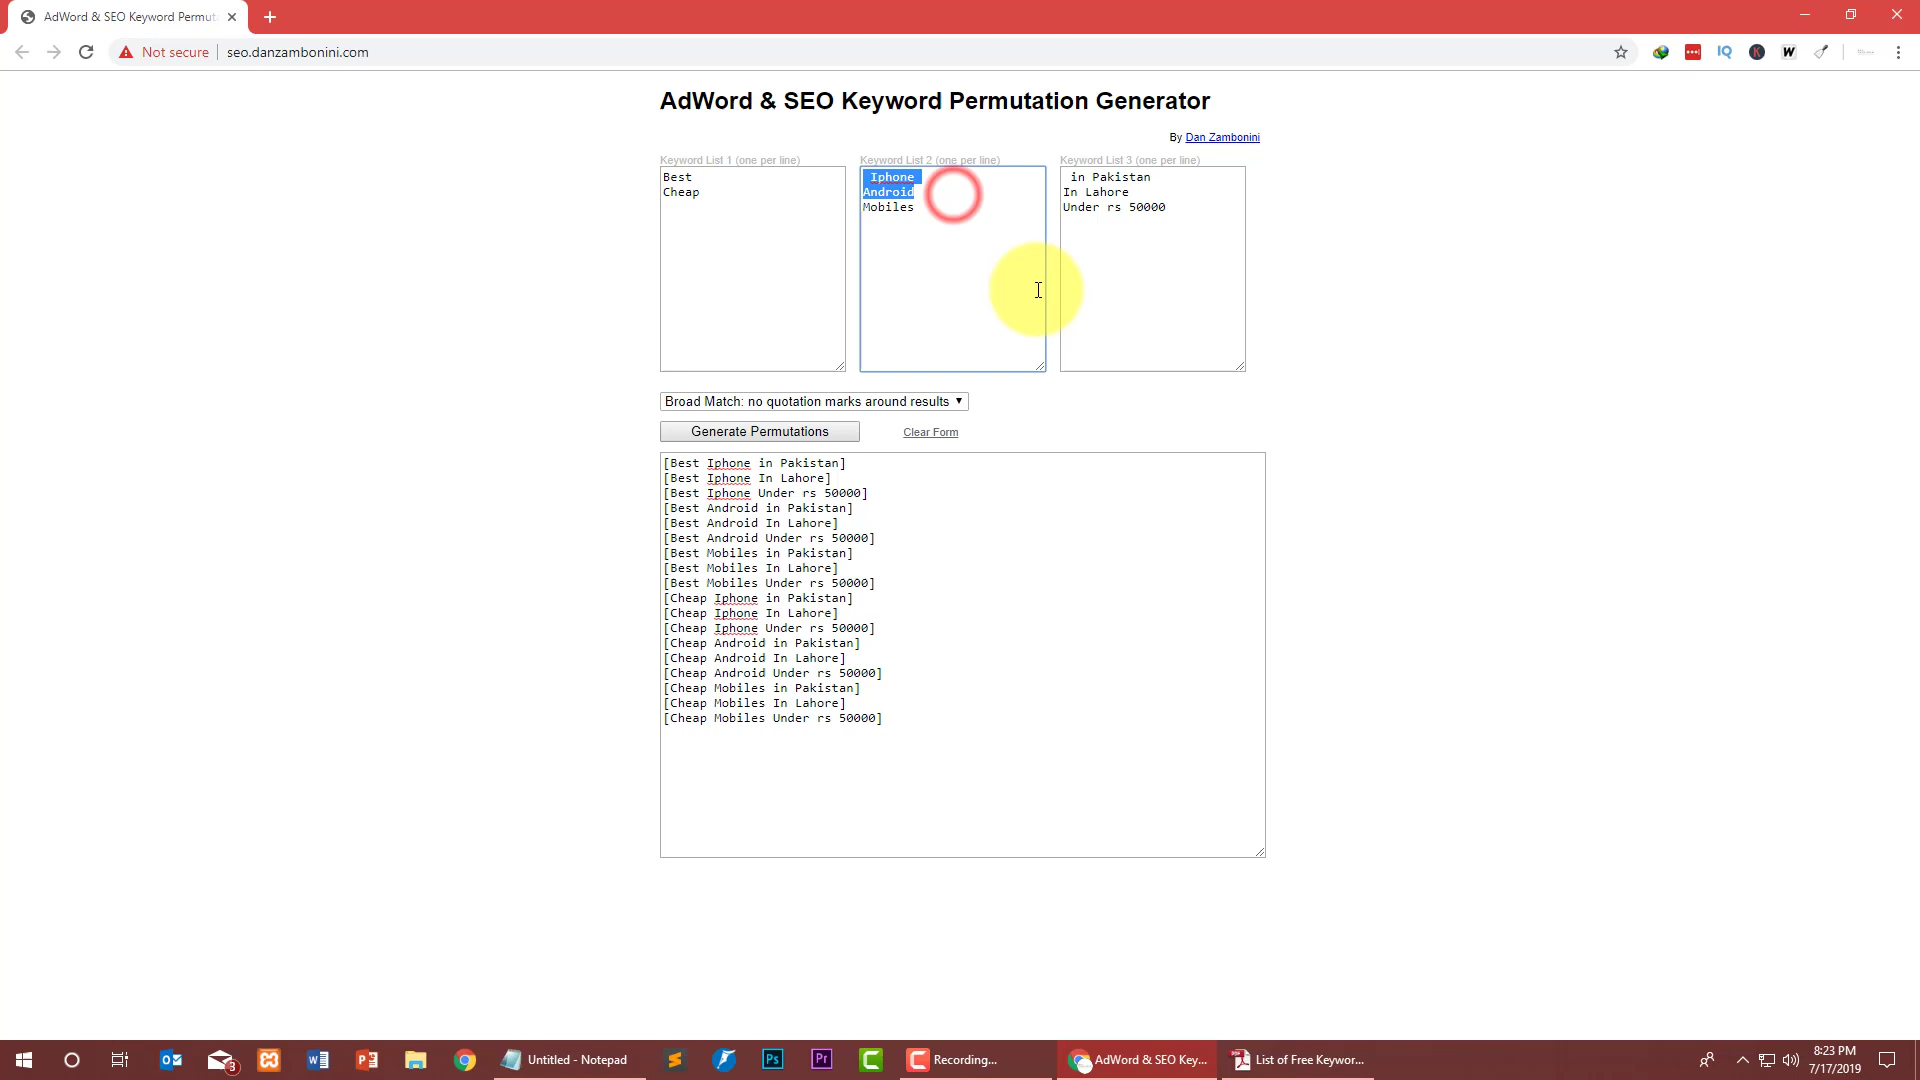 AdWord & SEO Keyword Permut
Not secure
seo.danzambonini.com
AdWord & SEO Keyword Permutation Generator
By Dan Zambonini
Keyword List 1 (one per line)
Keyword List 2 (one per line)
Keyword List 3 (one per line)
Best
Cheap
Iphone
Android
Mobiles
in Pakistan
In Lahore
Under rs 50000
Broad Match: no quotation marks around results
Generate Permutations
Clear Form
[Best Iphone in Pakistan]
[Best Iphone In Lahore]
[Best Iphone Under rs 50000]
[Best Android in Pakistan]
[Best Android In Lahore]
[Best Android Under rs 50000]
[Best Mobiles in Pakistan]
[Best Mobiles In Lahore]
[Best Mobiles Under rs 50000]
[Cheap Iphone in Pakistan]
[Cheap Iphone In Lahore]
[Cheap Iphone Under rs 50000]
[Cheap Android in Pakistan]
[Cheap Android In Lahore]
[Cheap Android Under rs 50000]
[Cheap Mobiles in Pakistan]
[Cheap Mobiles In Lahore]
[Cheap Mobiles Under rs 50000]
Untitled - Notepad
Recording...
AdWord & SEO Key...
List of Free Keywor...
8:23 PM
7/17/2019
IQ
K
W
3
Ps
Pr